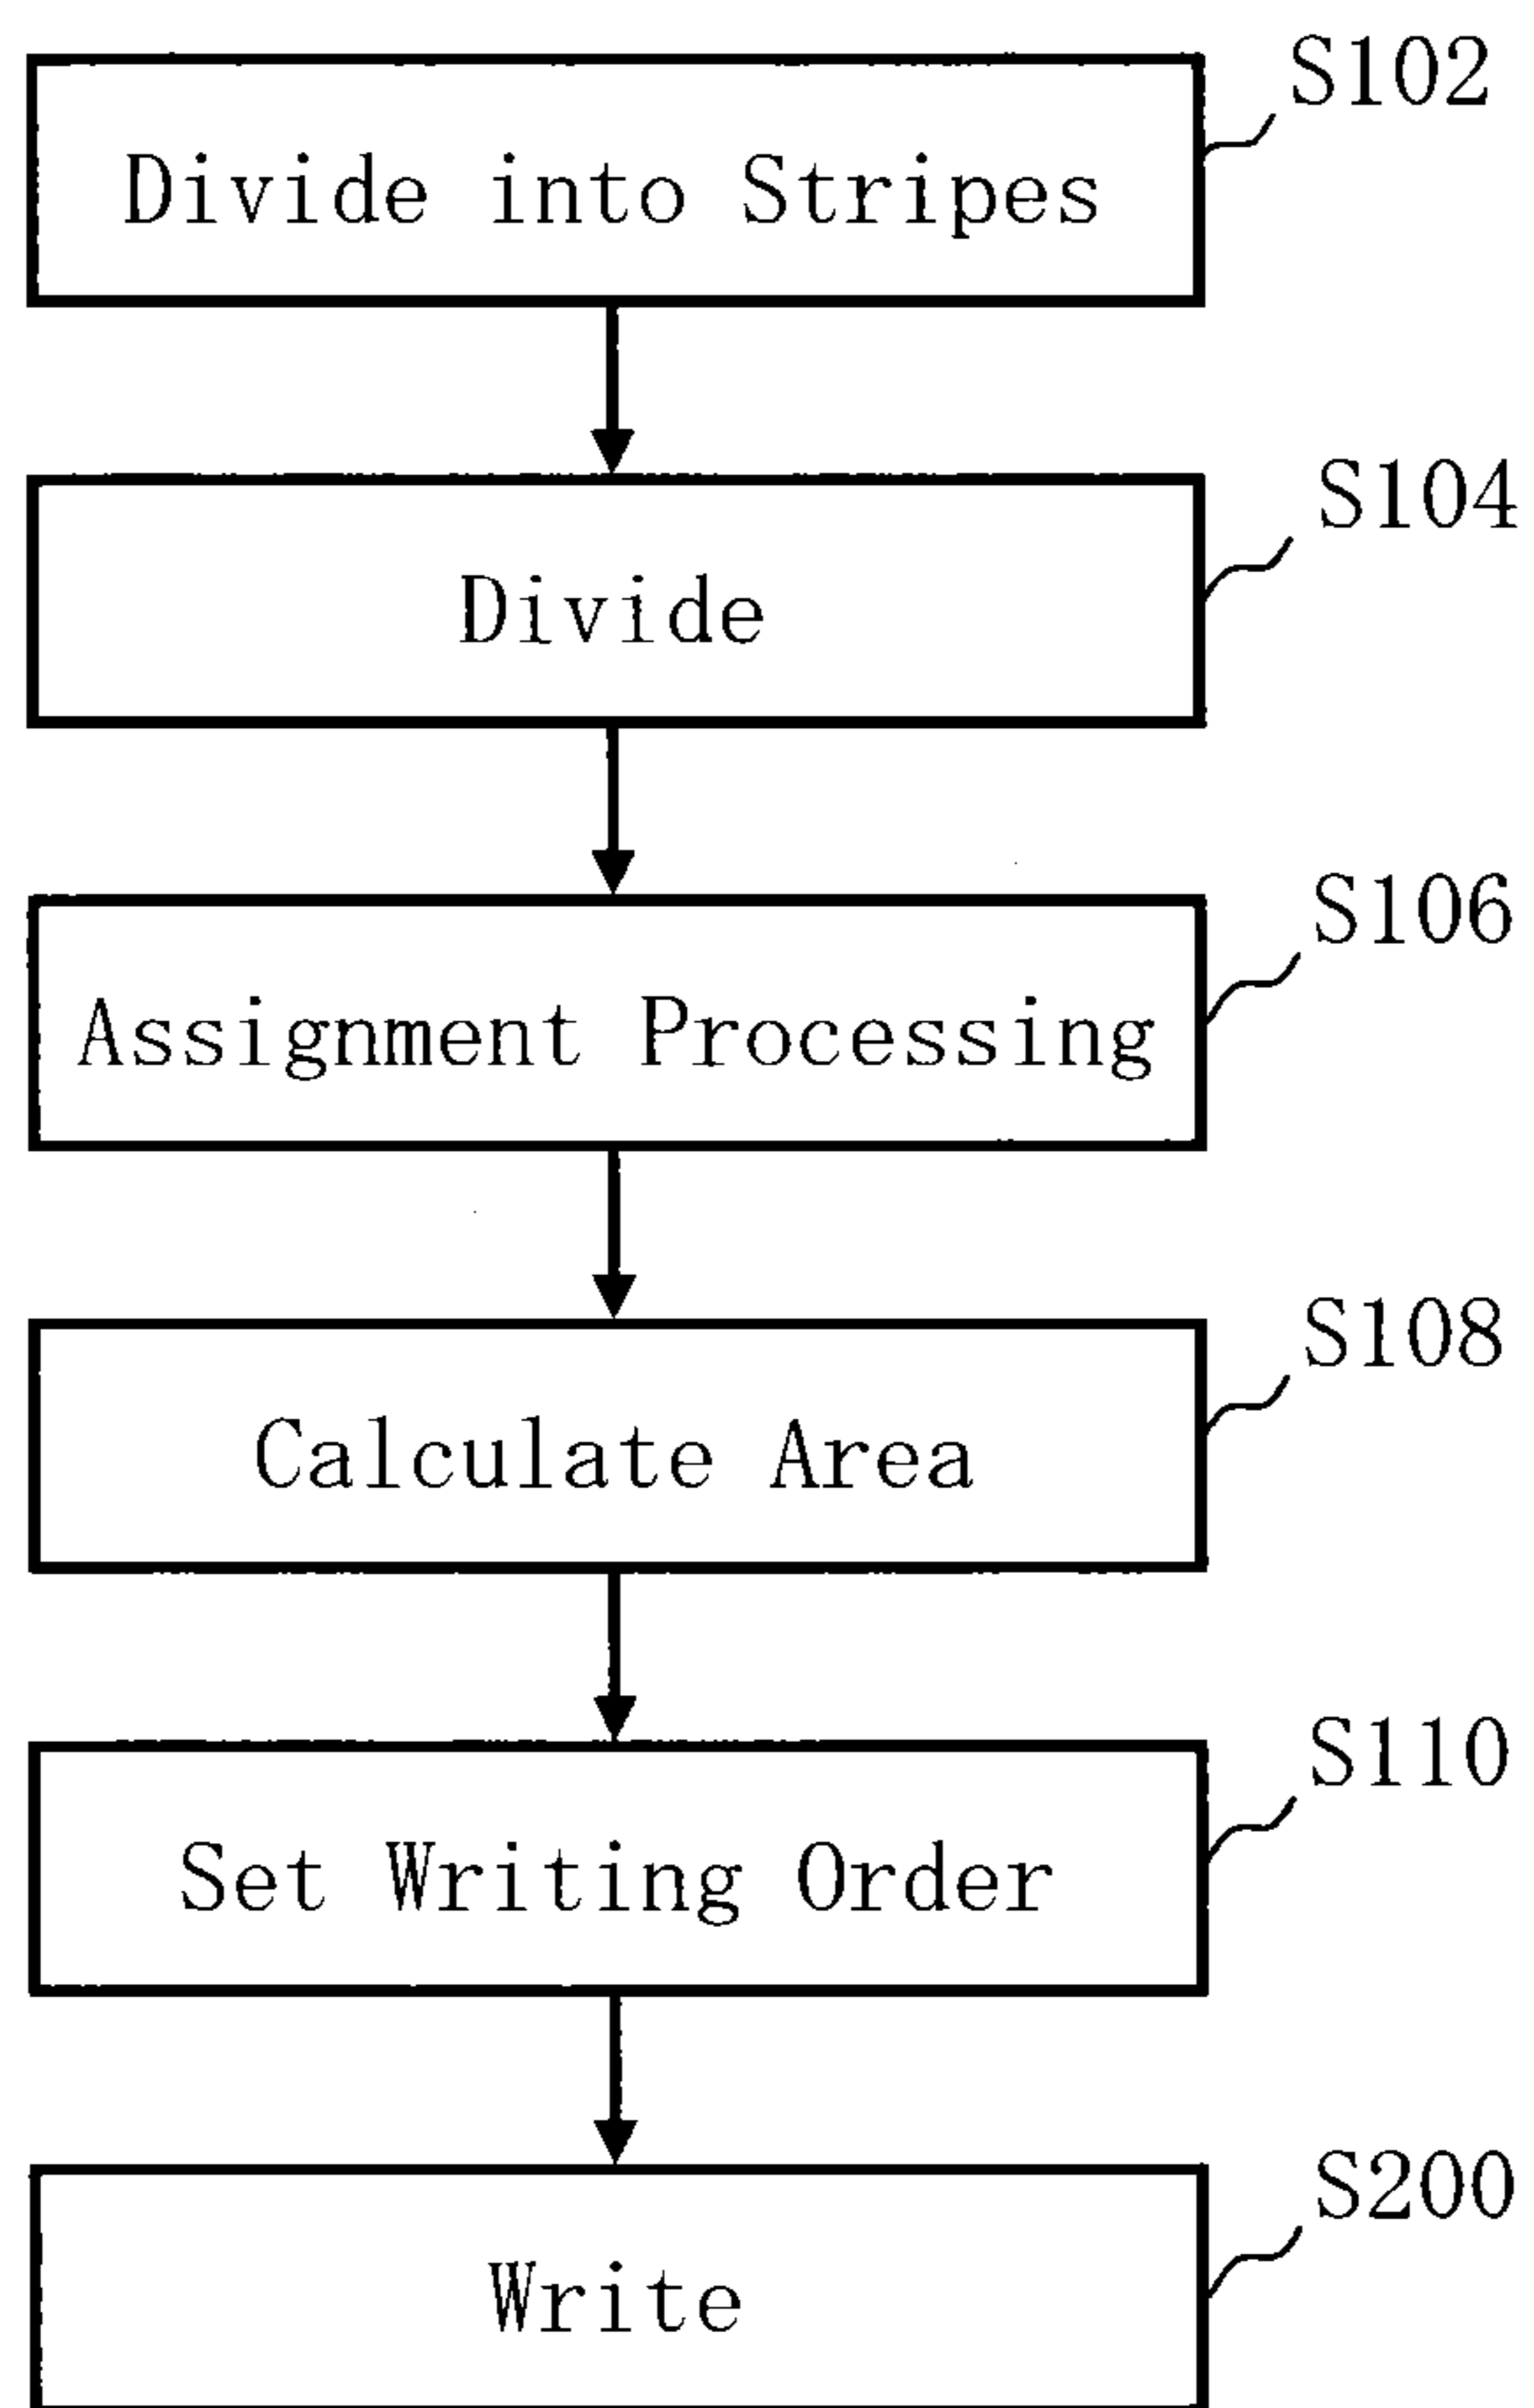 S102
Divide into Stripes
S104
Divide
S106
Assignment Processing
S108
Calculate Area
S110
Set Writing Order
S200
Write